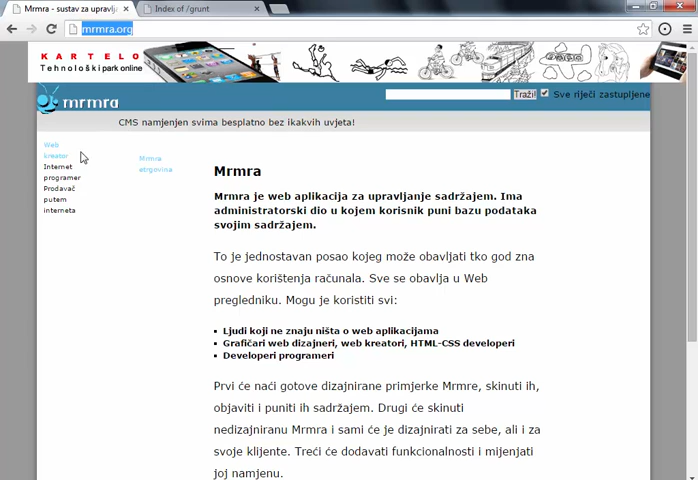 Mrmra - sustav za upravlja
Index of /grunt
mrmra.org
KARTELO
Tehnološki park online
mrmra
Traži!
Sve riječi zastupljene
CMS namjenjen svima besplatno bez ikakvih uvjeta!
Web
kreator
Internet
programer
Prodavač
putem
interneta
Mrmra
etrgovina
Mrmra
Mrmra je web aplikacija za upravljanje sadržajem. Ima
administratorski dio u kojem korisnik puni bazu podataka
svojim sadržajem.
To je jednostavan posao kojeg može obavljati tko god zna
osnove korištenja računala. Sve se obavlja u Web
pregledniku. Mogu je koristiti svi:
Ljudi koji ne znaju ništa o web aplikacijama
Grafičari web dizajneri, web kreatori, HTML-CSS developeri
Developeri programeri
Prvi će naći gotove dizajnirane primjerke Mrmre, skinuti ih,
objaviti i puniti ih sadržajem. Drugi će skinuti
nedizajniranu Mrmra i sami će je dizajnirati za sebe, ali i za
svoje klijente. Treći će dodavati funkcionalnosti i mijenjati
joj namjenu.